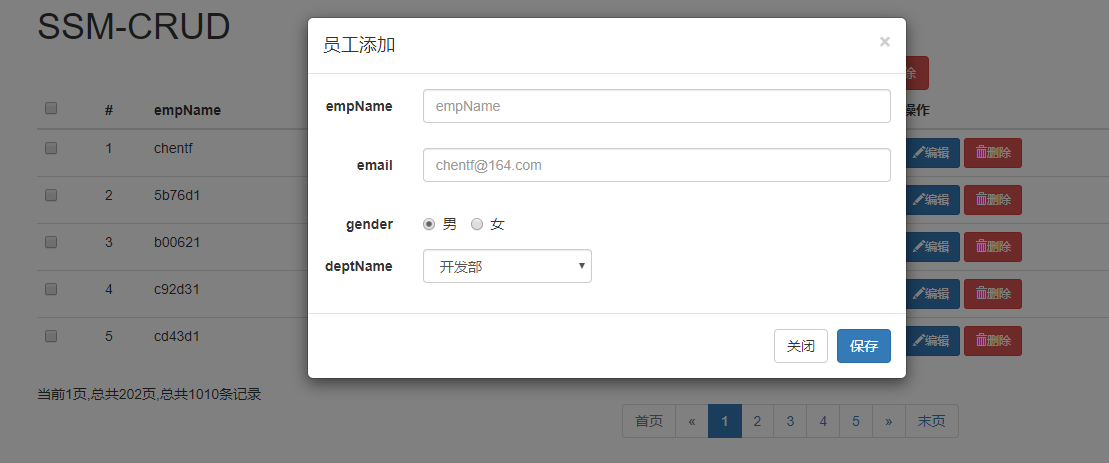 SSM-CRUD
员工添加 ×
除
# empName 操作
empName empName
1 chentf 编辑 删除
email chentf@164.com
2 5b76d1 编辑 删除
gender 男 女
3 b00621 编辑 删除
deptName 开发部
4 c92d31 编辑 删除
5 cd43d1 编辑 删除
关闭 保存
当前1页,总共202页,总共1010条记录
首页 « 1 2 3 4 5 » 末页